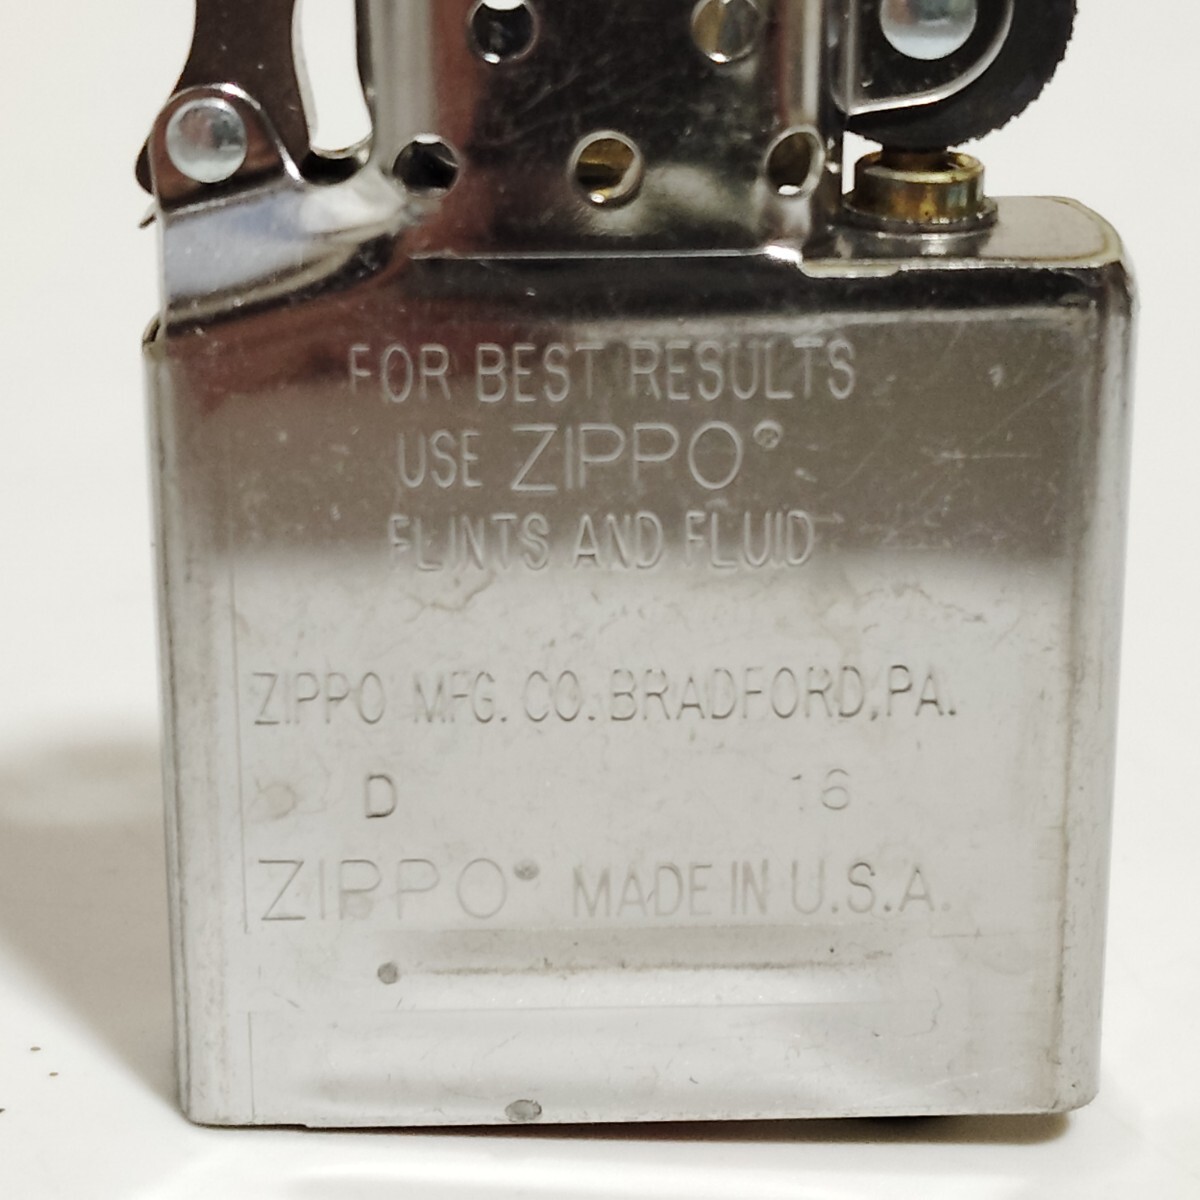 FOR BEST RESULTS
USE ZIPPO®
FLINTS AND FLUID
ZIPPO MFG. CO. BRADFORD, PA.
D 16
ZIPPO® MADE IN U.S.A.